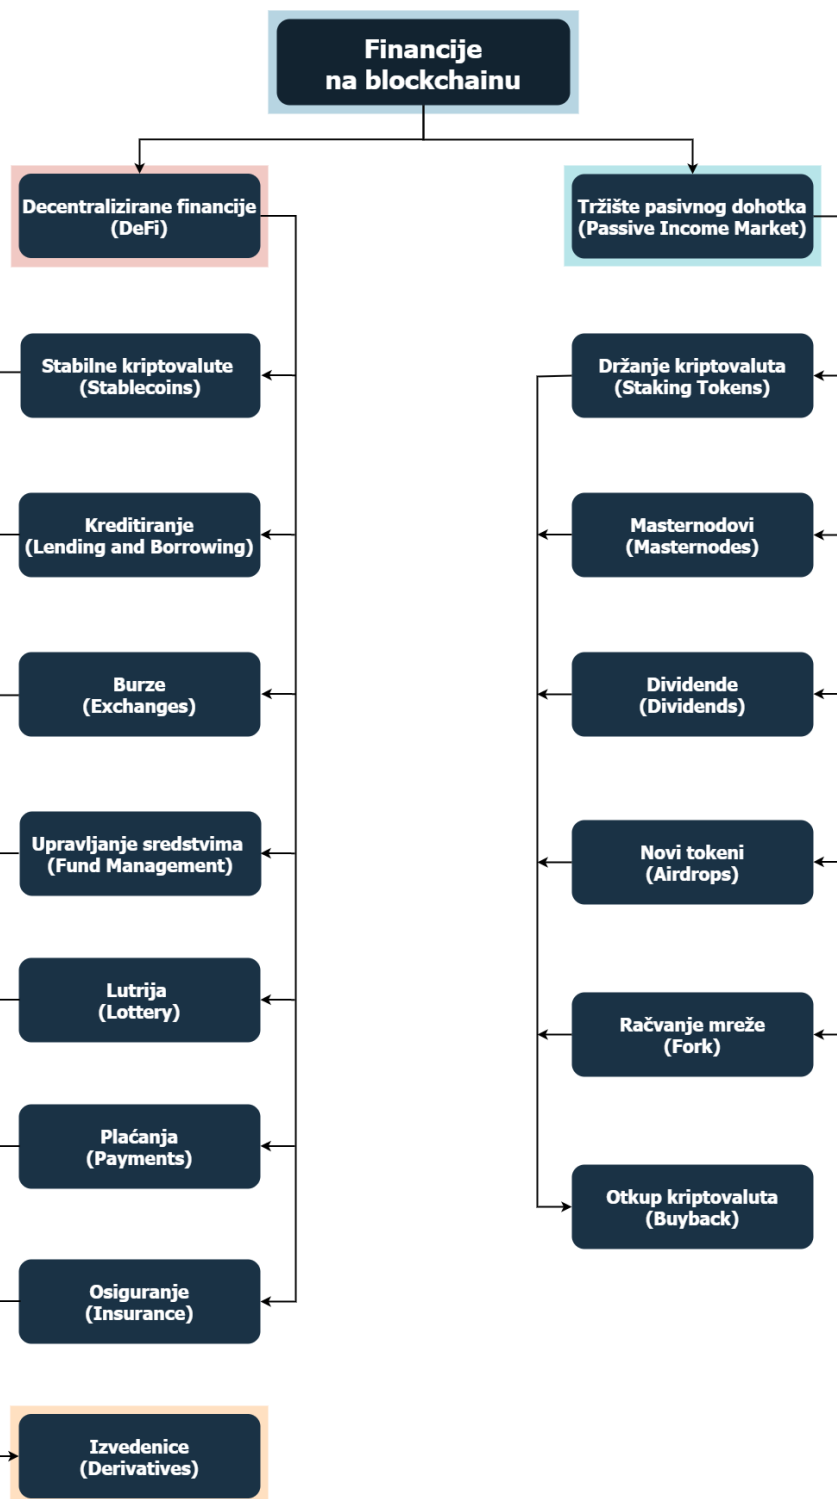 Financije
na blockchainu
Decentralizirane financije
(DeFi)
Stabilne kriptovalute
(Stablecoins)
Kreditiranje
(Lending and Borrowing)
Burze
(Exchanges)
Upravljanje sredstvima
(Fund Management)
Lutrija
(Lottery)
Plaćanja
(Payments)
Osiguranje
(Insurance)
Izvedenice
(Derivatives)
Tržište pasivnog dohotka
(Passive Income Market)
Držanje kriptovaluta
(Staking Tokens)
Masternodovi
(Masternodes)
Dividende
(Dividends)
Novi tokeni
(Airdrops)
Račvanje mreže
(Fork)
Otkup kriptovaluta
(Buyback)